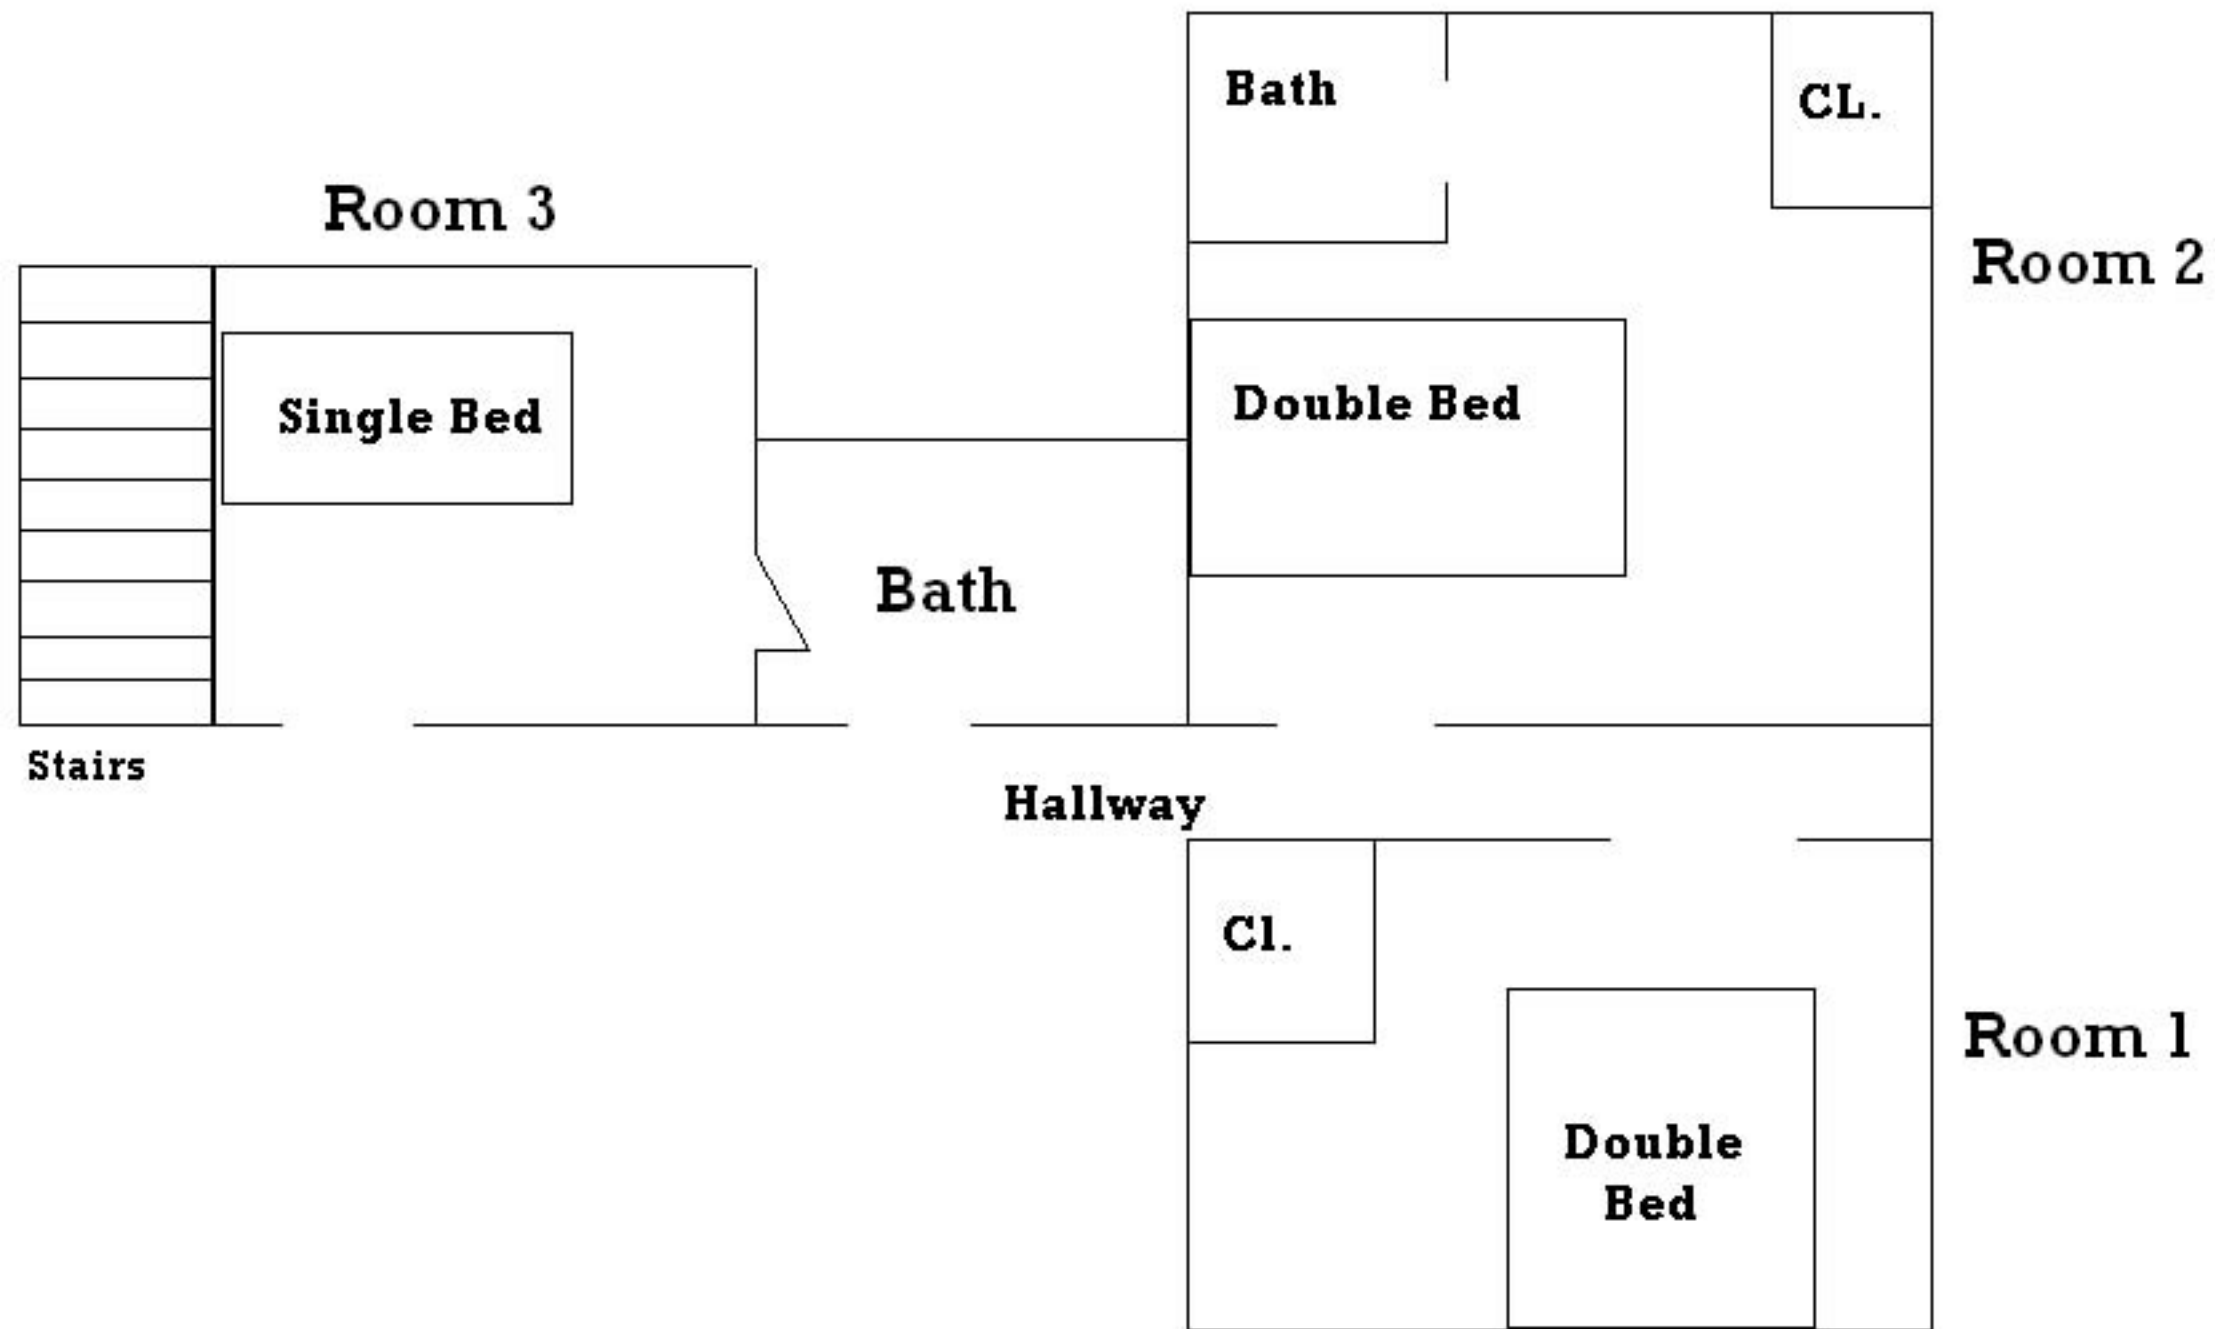 Bath
CL.
Room 3
Room 2
Single Bed
Double Bed
Bath
Stairs
Hallway
Cl.
Room 1
Double
Bed